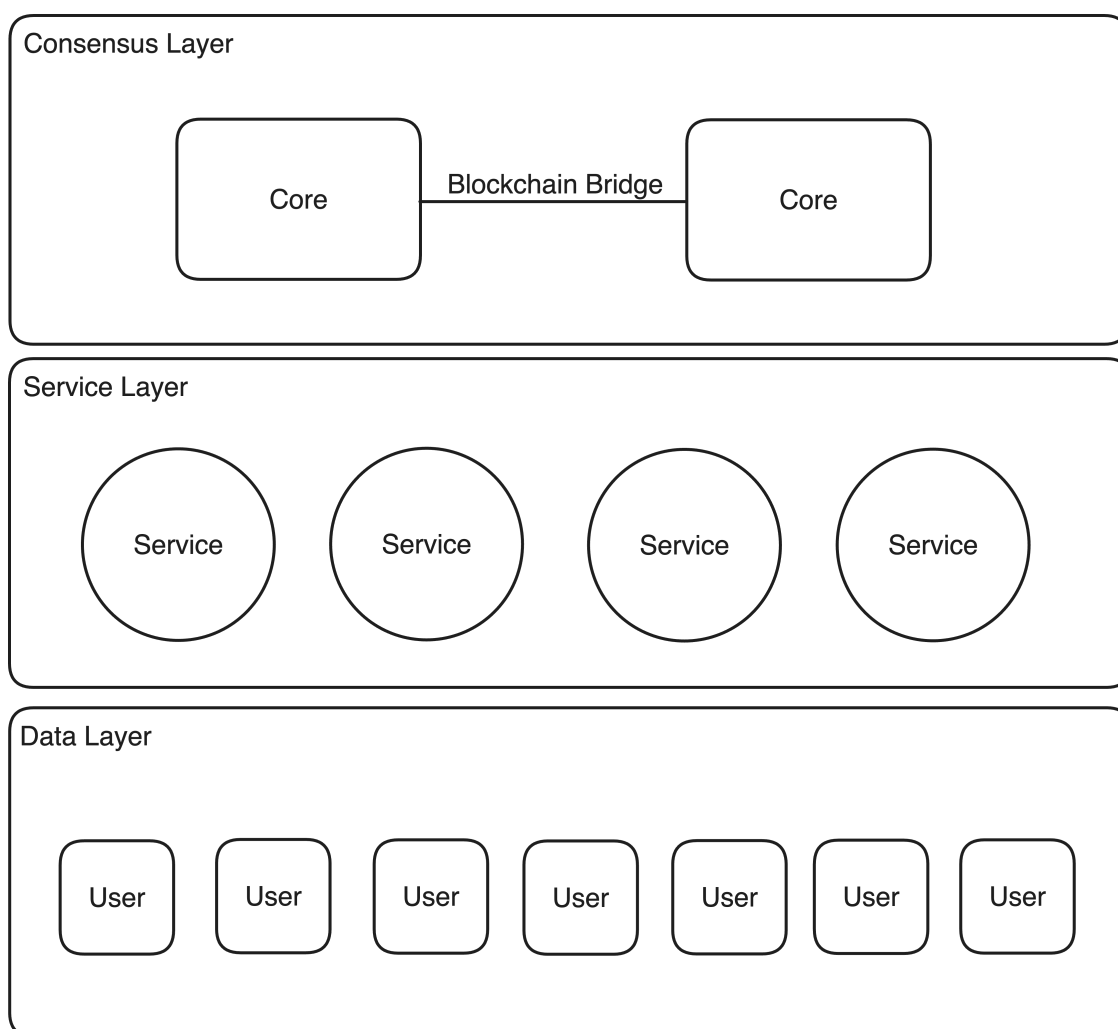 Consensus Layer
Blockchain Bridge
Core
Core
Service Layer
Service
Service
Service
Service
Data Layer
User
User
User
User
User
User
User